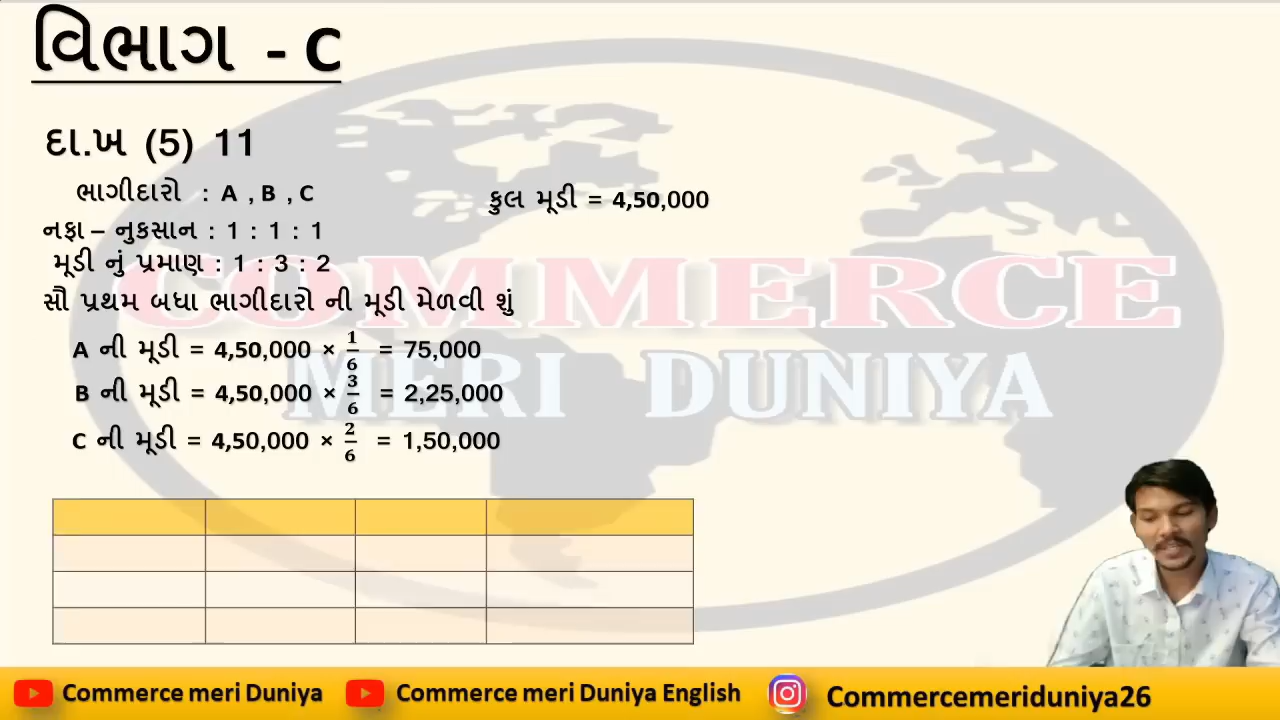 વિભાગ - C
દા.ખ (5) 11
ભાગીદારો : A , B , C
કુલ મૂડી = 4,50,000
નફા – નુકસાન : 1 : 1 : 1
મૂડી નું પ્રમાણ : 1 : 3 : 2
સૌ પ્રથમ બધા ભાગીદારો ની મૂડી મેળવી શું
A ની મૂડી = 4,50,000 × 1/6 = 75,000
B ની મૂડી = 4,50,000 × 3/6 = 2,25,000
C ની મૂડી = 4,50,000 × 2/6 = 1,50,000
COMMERCE
MERI DUNIYA
Commerce meri Duniya Commerce meri Duniya English Commercemeriduniya26